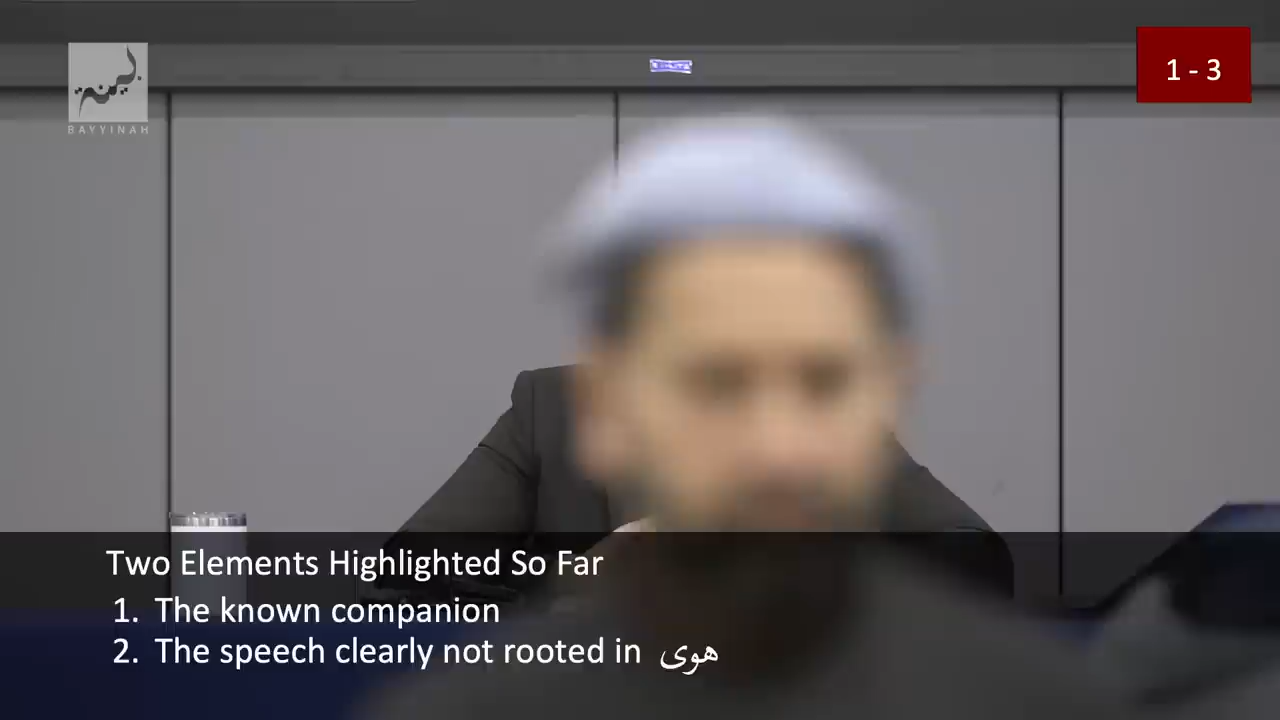 بينة
BAYYINAH
1 - 3
Two Elements Highlighted So Far
1. The known companion
2. The speech clearly not rooted in هوى